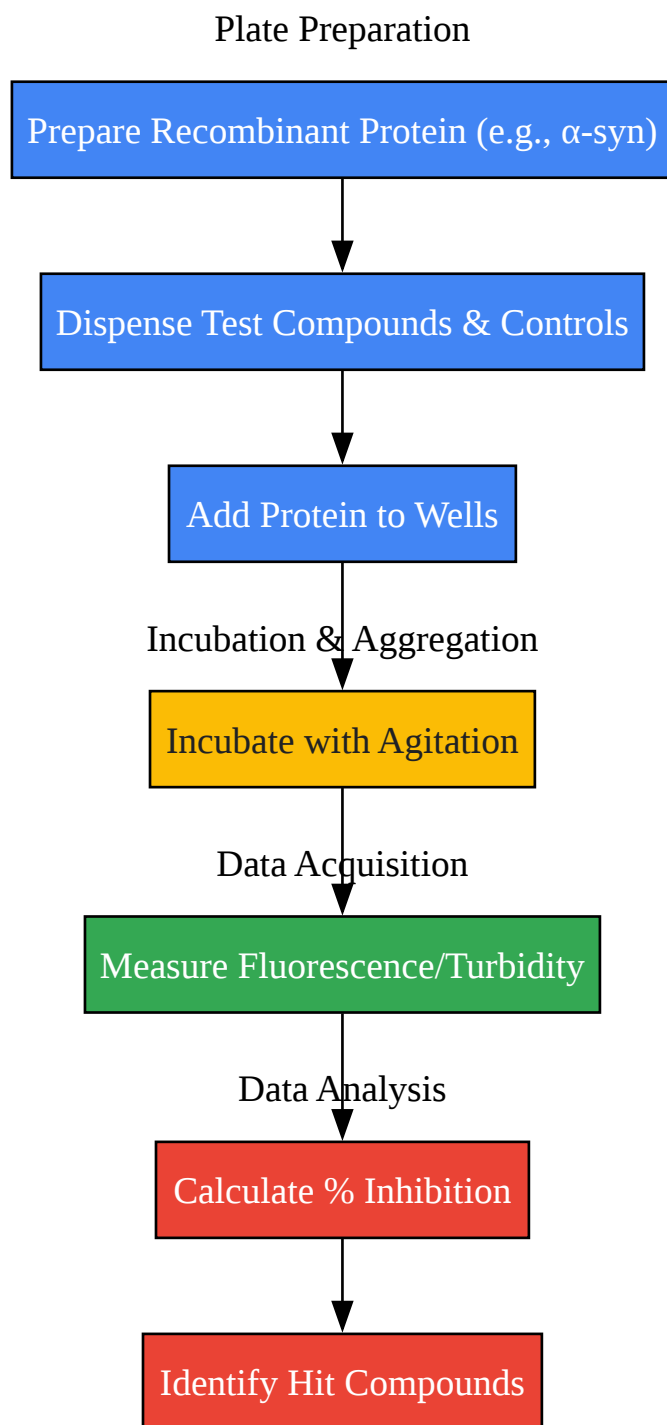 Plate Preparation
Prepare Recombinant Protein (e.g., α-syn)
Dispense Test Compounds & Controls
Add Protein to Wells
Incubation & Aggregation
Incubate with Agitation
Data Acquisition
Measure Fluorescence/Turbidity
Data Analysis
Calculate % Inhibition
Identify Hit Compounds